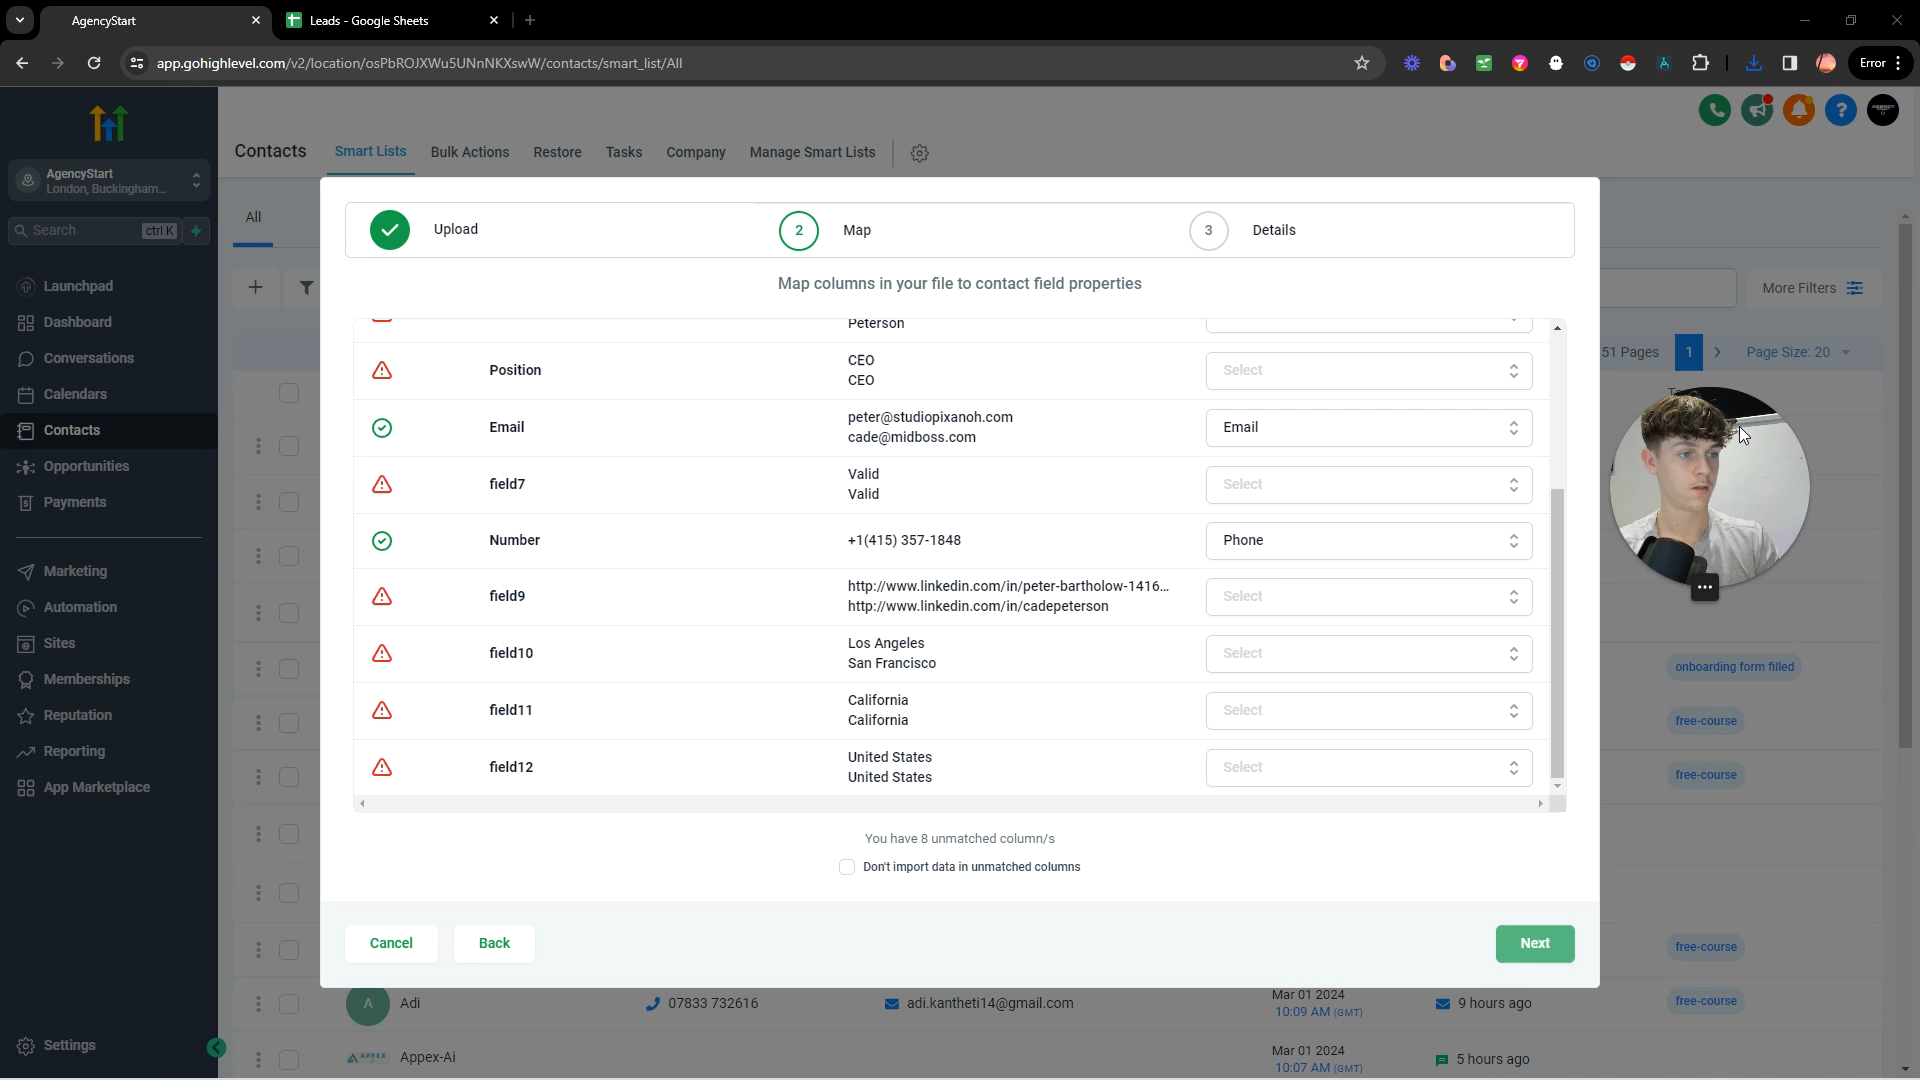 AgencyStart
Leads - Google Sheets
app.gohighlevel.com/v2/location/osPbROJXWu5UNnNKXswW/contacts/smart_list/All
Error
AgencyStart
London, Buckingham...
Search
ctrl K
Launchpad
Dashboard
Conversations
Calendars
Contacts
Opportunities
Payments
Marketing
Automation
Sites
Memberships
Reputation
Reporting
App Marketplace
Settings
Contacts
Smart Lists
Bulk Actions
Restore
Tasks
Company
Manage Smart Lists
All
More Filters
51 Pages
1
Page Size: 20
Upload
2
Map
3
Details
Map columns in your file to contact field properties
Peterson
Position
CEO
CEO
Select
Email
peter@studiopixanoh.com
cade@midboss.com
Email
field7
Valid
Valid
Select
Number
+1(415) 357-1848
Phone
field9
http://www.linkedin.com/in/peter-bartholow-1416...
http://www.linkedin.com/in/cadepeterson
Select
field10
Los Angeles
San Francisco
Select
field11
California
California
Select
field12
United States
United States
Select
You have 8 unmatched column/s
Don't import data in unmatched columns
Cancel
Back
Next
onboarding form filled
free-course
free-course
free-course
A
Adi
07833 732616
adi.kantheti14@gmail.com
Mar 01 2024
10:09 AM (GMT)
9 hours ago
free-course
APPEX
Appex-Ai
Mar 01 2024
10:07 AM (GMT)
5 hours ago